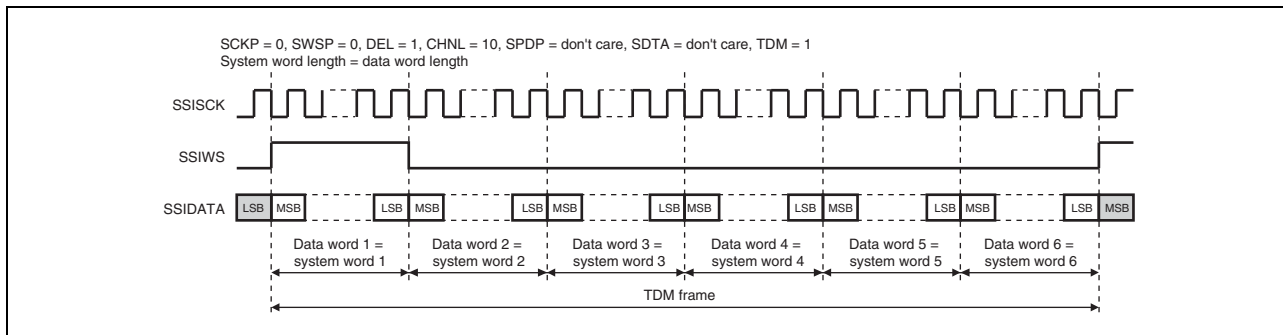 SCKP = 0, SWSP = 0, DEL = 1, CHNL = 10, SPDP = don't care, SDTA = don't care, TDM = 1
System word length = data word length
SSISCK
SSIWS
SSIDATA
LSB MSB LSB MSB LSB MSB LSB MSB LSB MSB LSB MSB LSB MSB
Data word 1 = Data word 2 = Data word 3 = Data word 4 = Data word 5 = Data word 6 =
system word 1 system word 2 system word 3 system word 4 system word 5 system word 6
TDM frame